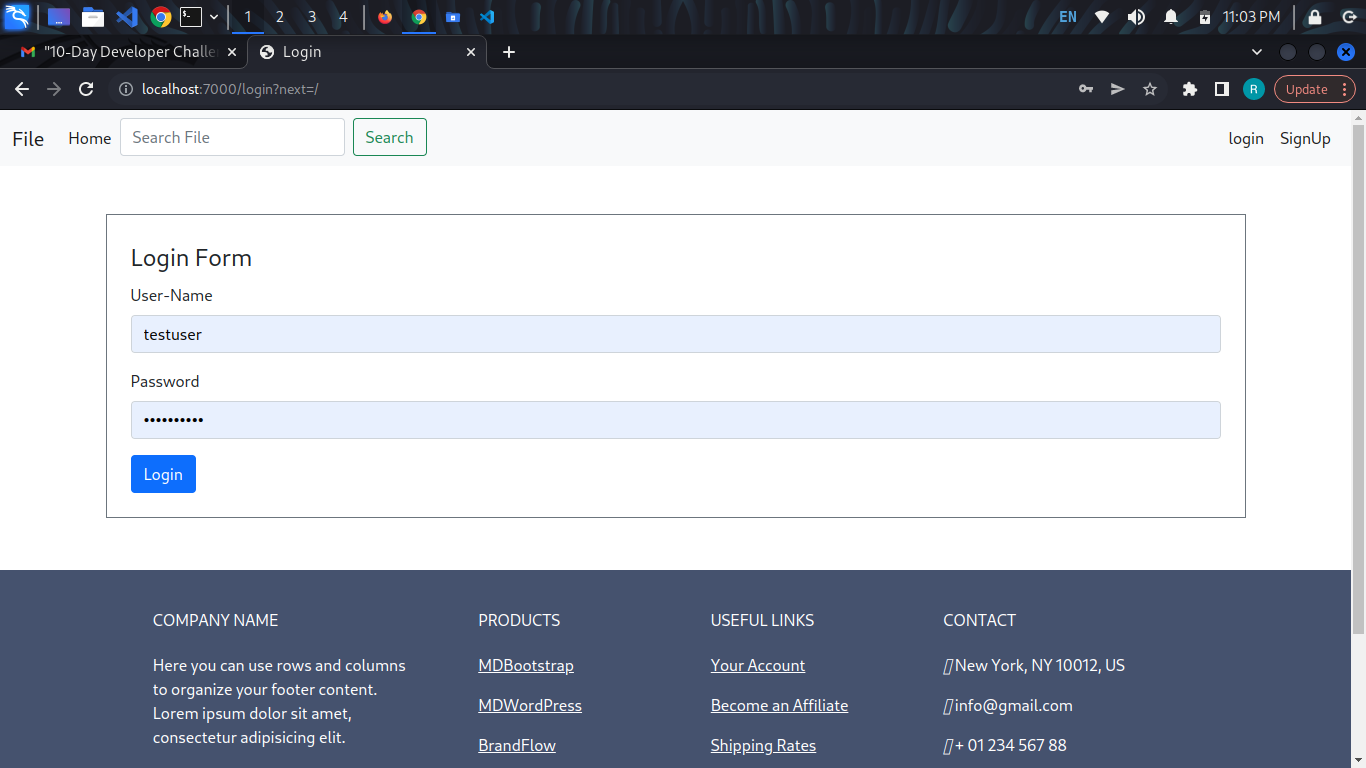 1 2 3 4 EN 11:03 PM
"10-Day Developer Challe Login
localhost:7000/login?next=/ R Update
File Home Search File Search login SignUp
Login Form
User-Name
testuser
Password
••••••••••
Login
COMPANY NAME
Here you can use rows and columns
to organize your footer content.
Lorem ipsum dolor sit amet,
consectetur adipisicing elit.
PRODUCTS
MDBootstrap
MDWordPress
BrandFlow
USEFUL LINKS
Your Account
Become an Affiliate
Shipping Rates
CONTACT
New York, NY 10012, US
info@gmail.com
+ 01 234 567 88